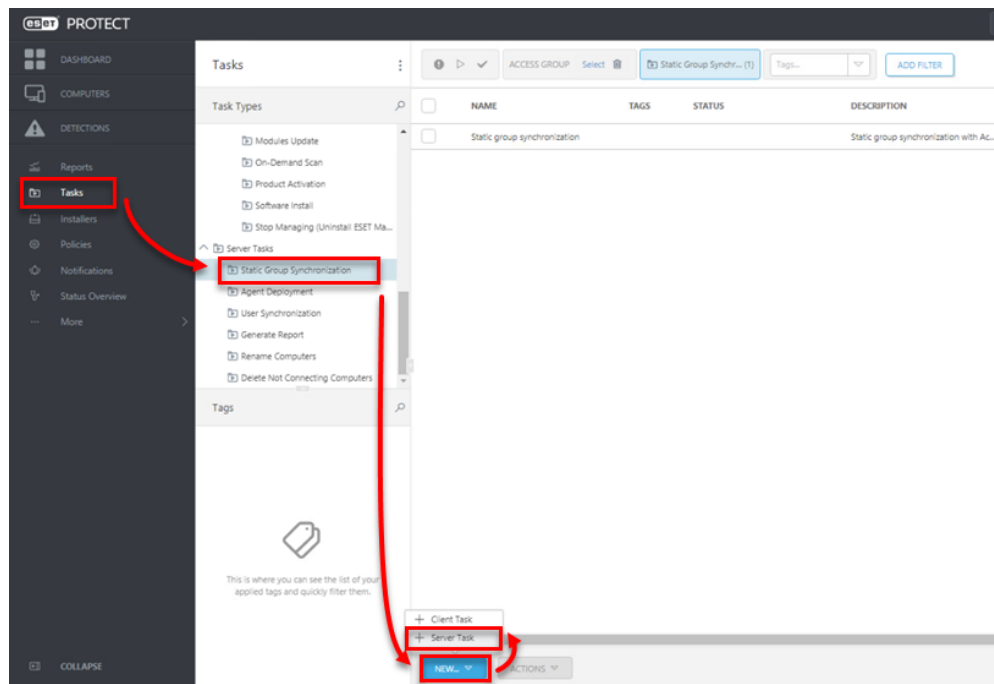 eset PROTECT
DASHBOARD
COMPUTERS
DETECTIONS
Reports
Tasks
Installers
Policies
Notifications
Status Overview
More
COLLAPSE
Tasks
Task Types
Modules Update
On-Demand Scan
Product Activation
Software Install
Stop Managing (Uninstall ESET Ma...
Server Tasks
Static Group Synchronization
Agent Deployment
User Synchronization
Generate Report
Rename Computers
Delete Not Connecting Computers
Tags
This is where you can see the list of your
applied tags and quickly filter them.
ACCESS GROUP Select
Static Group Synchr... (1)
Tags...
ADD FILTER
NAME TAGS STATUS DESCRIPTION
Static group synchronization Static group synchronization with Ac...
Client Task
Server Task
NEW... ACTIONS